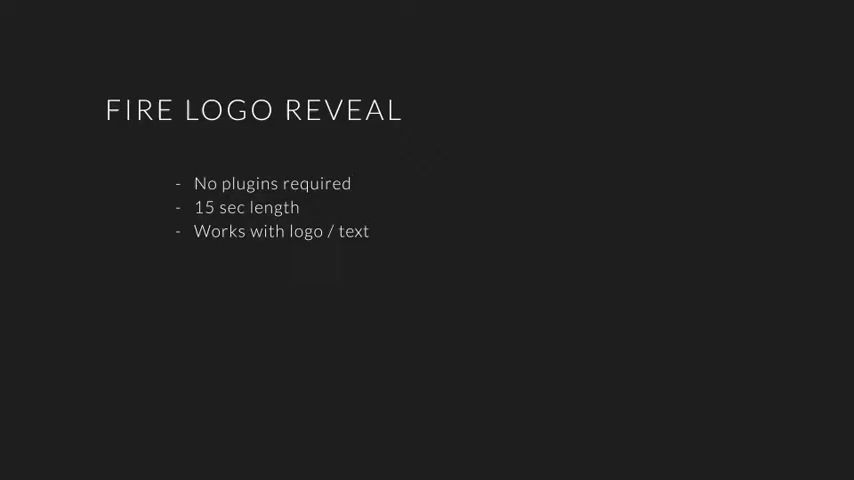 FIRE LOGO REVEAL
- No plugins required
- 15 sec length
- Works with logo / text